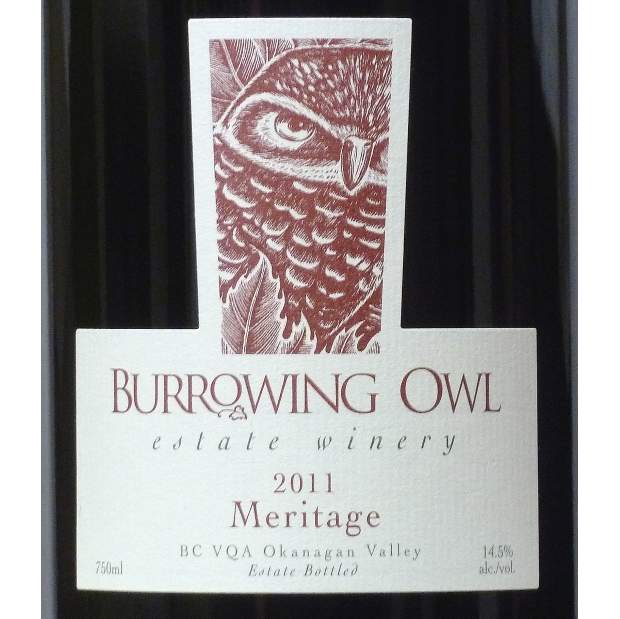 BURROWING OWL
estate winery
2011
Meritage
BC VQA Okanagan Valley
Estate Bottled
750ml
14.5%
alc./vol.